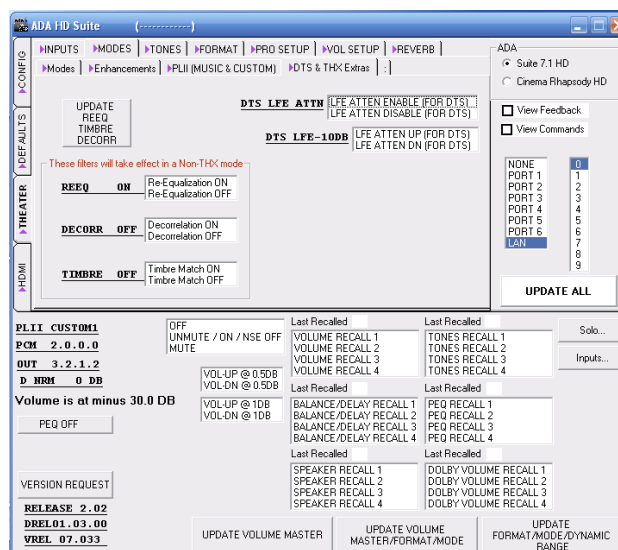 ADA HD Suite (-----------)
CONFIG
DEFAULTS
THEATER
HDMI
INPUTS MODES TONES FORMAT PRO SETUP VOL SETUP REVERB
Modes Enhancements PLII (MUSIC & CUSTOM) DTS & THX Extras :
UPDATE
REEQ
TIMBRE
DECORR
DTS LFE ATTN
LFE ATTEN ENABLE (FOR DTS)
LFE ATTEN DISABLE (FOR DTS)
DTS LFE-10DB
LFE ATTEN UP (FOR DTS)
LFE ATTEN DN (FOR DTS)
These filters will take effect in a Non-THX mode
REEQ ON
Re-Equalization ON
Re-Equalization OFF
DECORR OFF
Decorrelation ON
Decorrelation OFF
TIMBRE OFF
Timbre Match ON
Timbre Match OFF
ADA
Suite 7.1 HD
Cinema Rhapsody HD
View Feedback
View Commands
NONE
PORT 1
PORT 2
PORT 3
PORT 4
PORT 5
PORT 6
LAN
0
1
2
3
4
5
6
7
8
9
UPDATE ALL
PLII CUSTOM1
PCM 2.0.0.0
OUT 3.2.1.2
D NRM 0 DB
Volume is at minus 30.0 DB
PEQ OFF
VERSION REQUEST
RELEASE 2.02
DREL01.03.00
VREL 07.033
OFF
UNMUTE / ON / NSE OFF
MUTE
VOL-UP @ 0.5DB
VOL-DN @ 0.5DB
VOL-UP @ 1DB
VOL-DN @ 1DB
Last Recalled
VOLUME RECALL 1
VOLUME RECALL 2
VOLUME RECALL 3
VOLUME RECALL 4
Last Recalled
TONES RECALL 1
TONES RECALL 2
TONES RECALL 3
TONES RECALL 4
Last Recalled
BALANCE/DELAY RECALL 1
BALANCE/DELAY RECALL 2
BALANCE/DELAY RECALL 3
BALANCE/DELAY RECALL 4
Last Recalled
PEQ RECALL 1
PEQ RECALL 2
PEQ RECALL 3
PEQ RECALL 4
Last Recalled
SPEAKER RECALL 1
SPEAKER RECALL 2
SPEAKER RECALL 3
SPEAKER RECALL 4
Last Recalled
DOLBY VOLUME RECALL 1
DOLBY VOLUME RECALL 2
DOLBY VOLUME RECALL 3
DOLBY VOLUME RECALL 4
Solo...
Inputs...
UPDATE VOLUME MASTER
UPDATE VOLUME
MASTER/FORMAT/MODE
UPDATE
FORMAT/MODE/DYNAMIC
RANGE